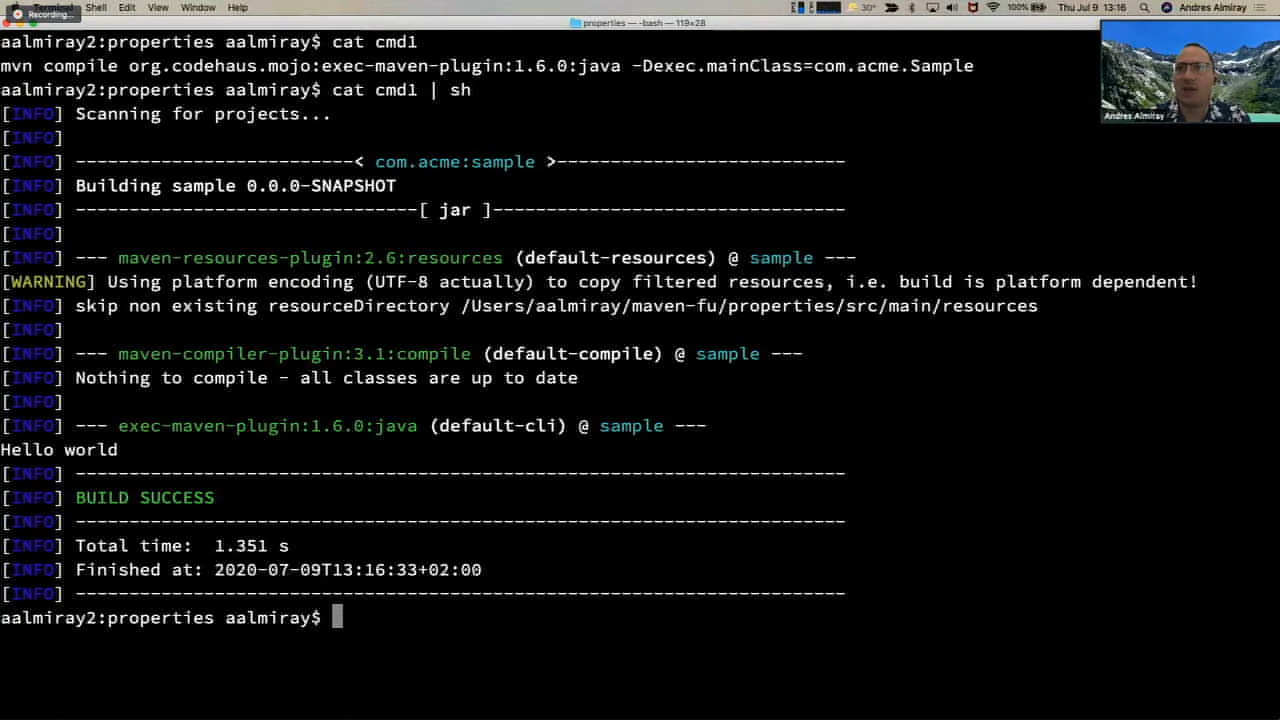 Recording...
Terminal Shell Edit View Window Help
30° 100% Thu Jul 9 13:16 Andres Almiray
properties — -bash — 119×28
Andres Almiray
aalmiray2:properties aalmiray$ cat cmd1
mvn compile org.codehaus.mojo:exec-maven-plugin:1.6.0:java -Dexec.mainClass=com.acme.Sample
aalmiray2:properties aalmiray$ cat cmd1 | sh
[INFO] Scanning for projects...
[INFO]
[INFO] --------------------------< com.acme:sample >---------------------------
[INFO] Building sample 0.0.0-SNAPSHOT
[INFO] --------------------------------[ jar ]---------------------------------
[INFO]
[INFO] --- maven-resources-plugin:2.6:resources (default-resources) @ sample ---
[WARNING] Using platform encoding (UTF-8 actually) to copy filtered resources, i.e. build is platform dependent!
[INFO] skip non existing resourceDirectory /Users/aalmiray/maven-fu/properties/src/main/resources
[INFO]
[INFO] --- maven-compiler-plugin:3.1:compile (default-compile) @ sample ---
[INFO] Nothing to compile - all classes are up to date
[INFO]
[INFO] --- exec-maven-plugin:1.6.0:java (default-cli) @ sample ---
Hello world
[INFO] ------------------------------------------------------------------------
[INFO] BUILD SUCCESS
[INFO] ------------------------------------------------------------------------
[INFO] Total time:  1.351 s
[INFO] Finished at: 2020-07-09T13:16:33+02:00
[INFO] ------------------------------------------------------------------------
aalmiray2:properties aalmiray$